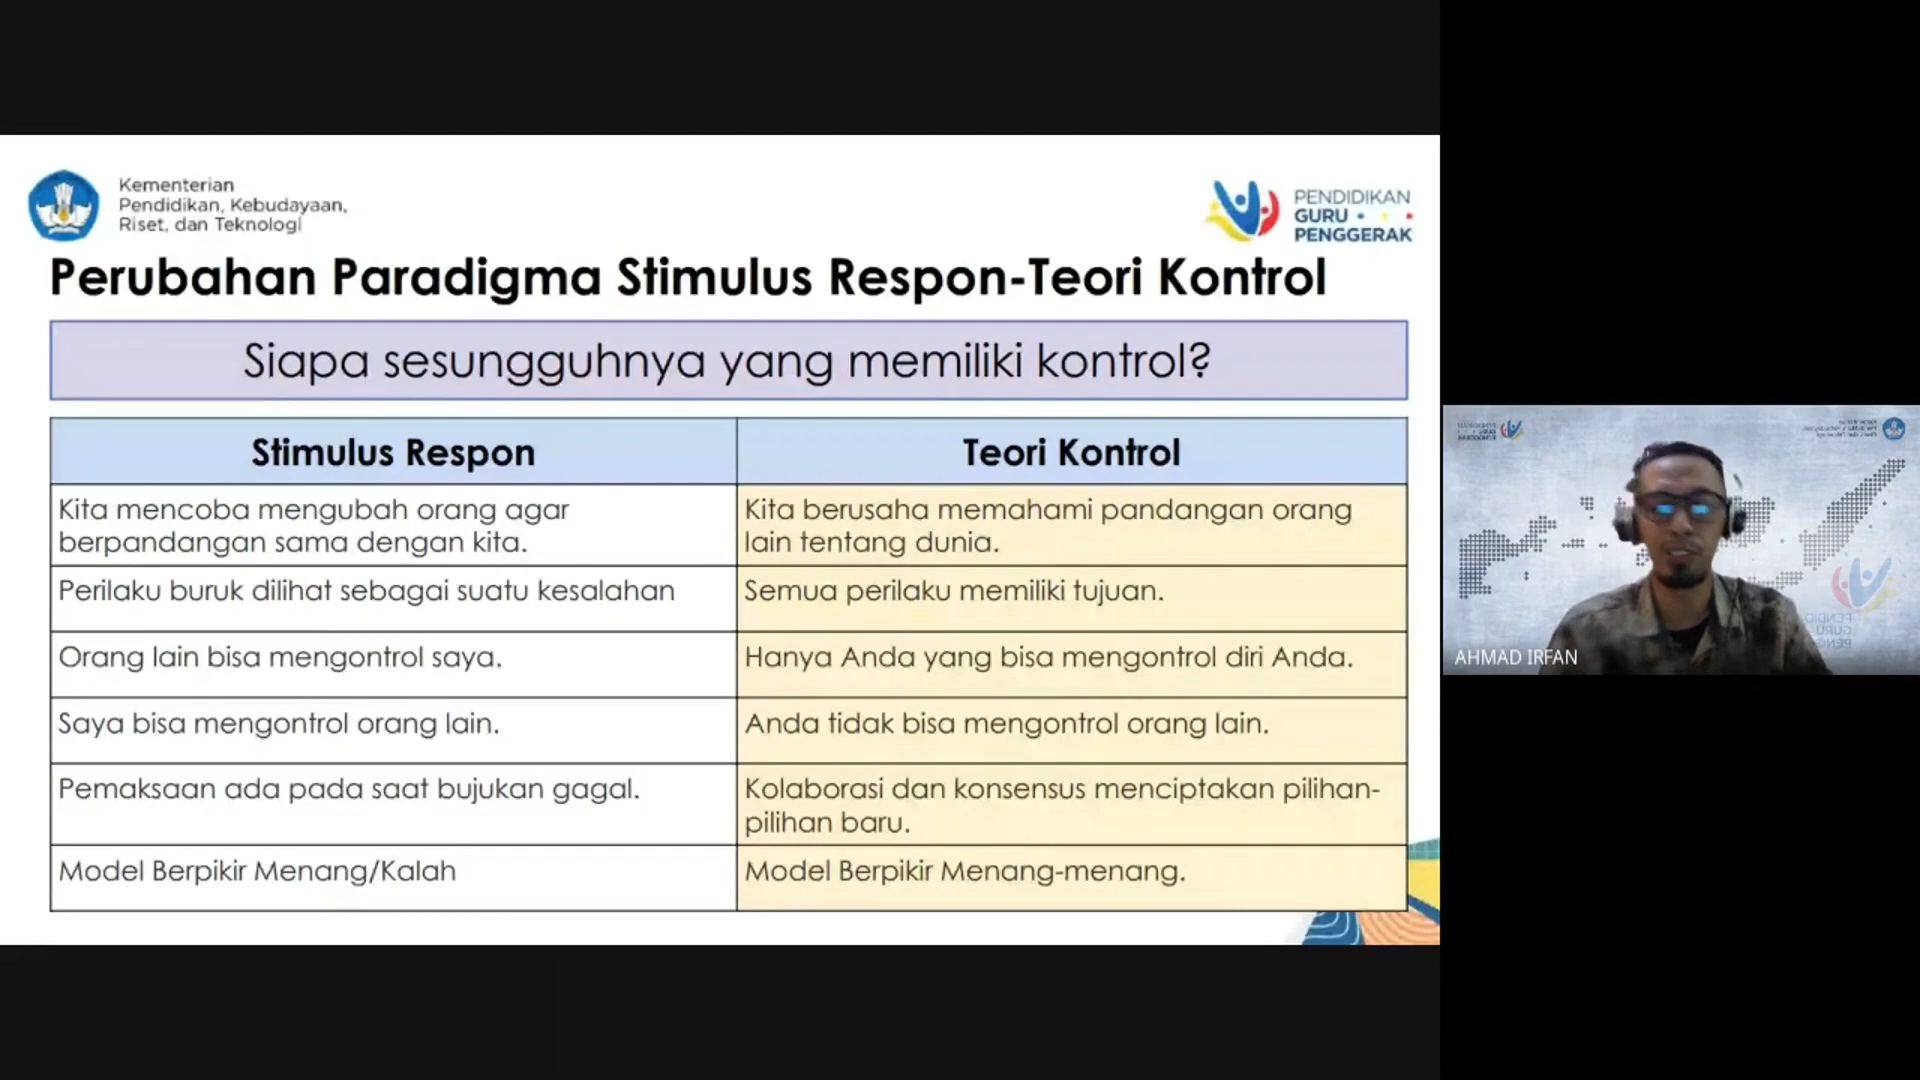 Kementerian
Pendidikan, Kebudayaan,
Riset, dan Teknologi
PENDIDIKAN
GURU
PENGGERAK
Perubahan Paradigma Stimulus Respon-Teori Kontrol
Siapa sesungguhnya yang memiliki kontrol?
Stimulus Respon
Teori Kontrol
Kita mencoba mengubah orang agar
berpandangan sama dengan kita.
Kita berusaha memahami pandangan orang
lain tentang dunia.
Perilaku buruk dilihat sebagai suatu kesalahan
Semua perilaku memiliki tujuan.
Orang lain bisa mengontrol saya.
Hanya Anda yang bisa mengontrol diri Anda.
Saya bisa mengontrol orang lain.
Anda tidak bisa mengontrol orang lain.
Pemaksaan ada pada saat bujukan gagal.
Kolaborasi dan konsensus menciptakan pilihan-
pilihan baru.
Model Berpikir Menang/Kalah
Model Berpikir Menang-menang.
AHMAD IRFAN